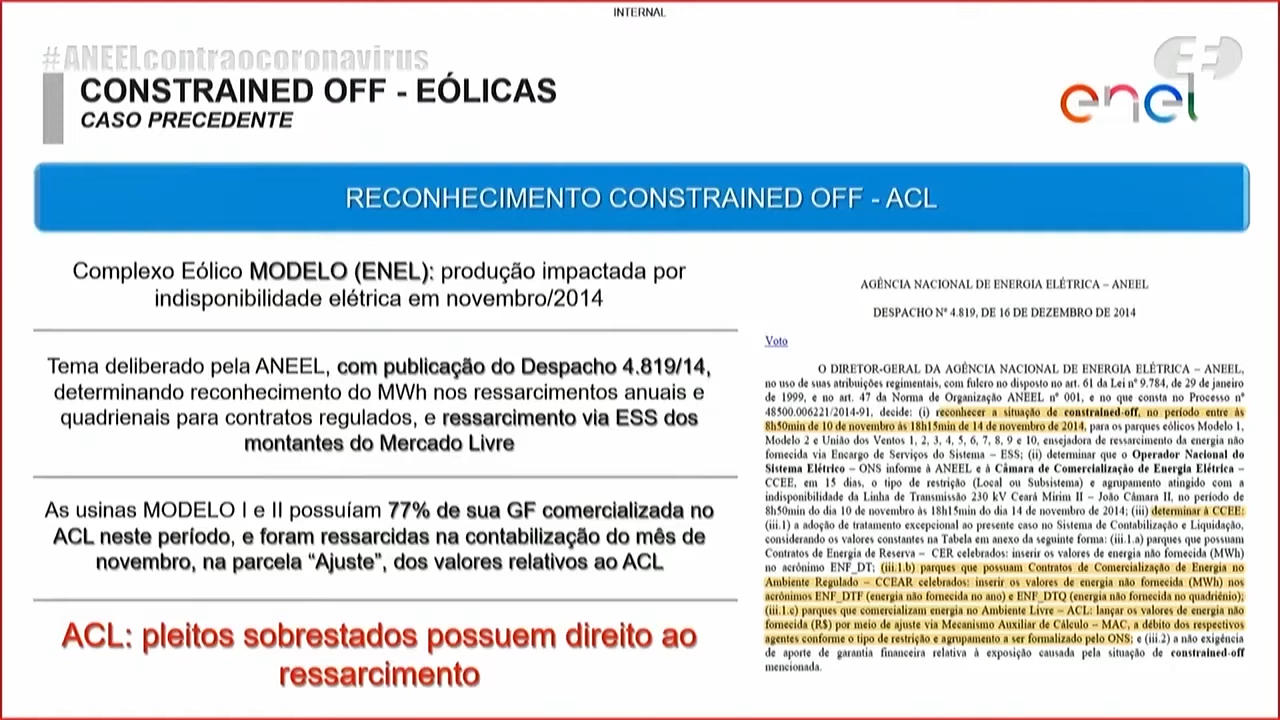 INTERNAL
#ANEELcontraocoronavirus
CONSTRAINED OFF - EÓLICAS
CASO PRECEDENTE
enel
RECONHECIMENTO CONSTRAINED OFF - ACL
Complexo Eólico MODELO (ENEL): produção impactada por
indisponibilidade elétrica em novembro/2014
Tema deliberado pela ANEEL, com publicação do Despacho 4.819/14,
determinando reconhecimento do MWh nos ressarcimentos anuais e
quadrienais para contratos regulados, e ressarcimento via ESS dos
montantes do Mercado Livre
As usinas MODELO I e II possuíam 77% de sua GF comercializada no
ACL neste período, e foram ressarcidas na contabilização do mês de
novembro, na parcela “Ajuste”, dos valores relativos ao ACL
ACL: pleitos sobrestados possuem direito ao
ressarcimento
AGÊNCIA NACIONAL DE ENERGIA ELÉTRICA – ANEEL
DESPACHO Nº 4.819, DE 16 DE DEZEMBRO DE 2014
Voto
O DIRETOR-GERAL DA AGÊNCIA NACIONAL DE ENERGIA ELÉTRICA – ANEEL,
no uso de suas atribuições regimentais, com fulcro no disposto no art. 61 da Lei nº 9.784, de 29 de janeiro
de 1999, e no art. 47 da Norma de Organização ANEEL nº 001, e no que consta no Processo nº
48500.006221/2014-91, decide: (i) reconhecer a situação de constrained-off, no período entre às
8h50min de 10 de novembro às 18h15min de 14 de novembro de 2014, para os parques eólicos Modelo 1,
Modelo 2 e União dos Ventos 1, 2, 3, 4, 5, 6, 7, 8, 9 e 10, ensejadora de ressarcimento da energia não
fornecida via Encargo de Serviços do Sistema – ESS; (ii) determinar que o Operador Nacional do
Sistema Elétrico – ONS informe à ANEEL e à Câmara de Comercialização de Energia Elétrica –
CCEE, em 15 dias, o tipo de restrição (Local ou Subsistema) e agrupamento atingido com a
indisponibilidade da Linha de Transmissão 230 kV Ceará Mirim II – João Câmara II, no período de
8h50min do dia 10 de novembro às 18h15min do dia 14 de novembro de 2014; (iii) determinar à CCEE:
(iii.1) a adoção de tratamento excepcional ao presente caso no Sistema de Contabilização e Liquidação,
considerando os valores constantes na Tabela em anexo da seguinte forma: (iii.1.a) parques que possuam
Contratos de Energia de Reserva – CER celebrados: inserir os valores de energia não fornecida (MWh)
no acrônimo ENF_DT; (iii.1.b) parques que possuam Contratos de Comercialização de Energia no
Ambiente Regulado – CCEAR celebrados: inserir os valores de energia não fornecida (MWh) nos
acrônimos ENF_DTF (energia não fornecida no ano) e ENF_DTQ (energia não fornecida no quadriênio);
(iii.1.c) parques que comercializam energia no Ambiente Livre – ACL: lançar os valores de energia não
fornecida (R$) por meio de ajuste via Mecanismo Auxiliar de Cálculo – MAC, a débito dos respectivos
agentes conforme o tipo de restrição e agrupamento a ser formalizado pelo ONS; e (iii.2) a não exigência
de aporte de garantia financeira relativa à exposição causada pela situação de constrained-off
mencionada.